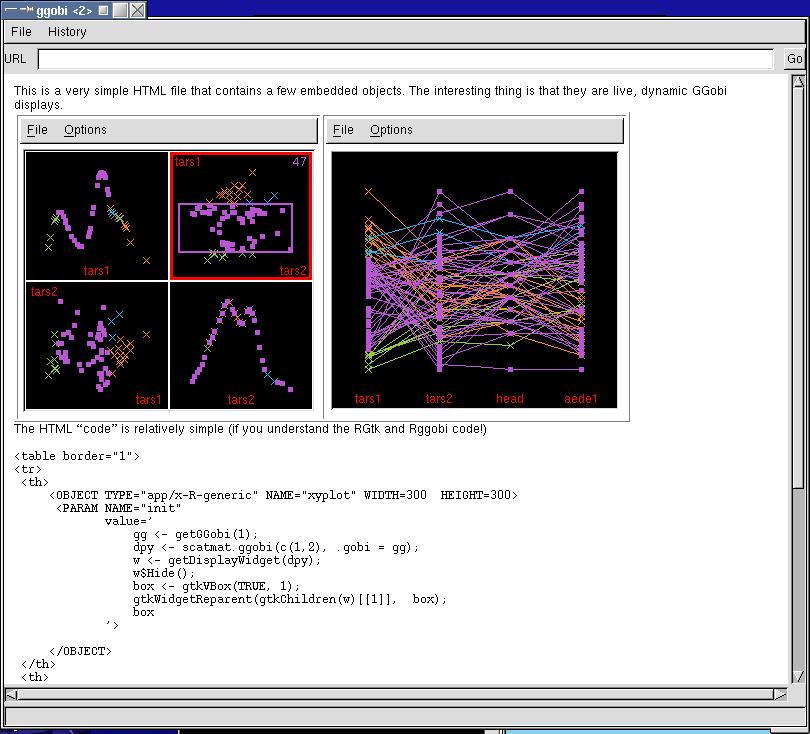 ggobi <2>
File History
URL Go
This is a very simple HTML file that contains a few embedded objects. The interesting thing is that they are live, dynamic GGobi
displays.
File Options
File Options
tars1
tars1 47
tars2
tars2
tars1
tars2
tars1 tars2 head aede1
The HTML “code” is relatively simple (if you understand the RGtk and Rggobi code!)
<table border="1">
<tr>
<th>
<OBJECT TYPE="app/x-R-generic" NAME="xyplot" WIDTH=300 HEIGHT=300>
<PARAM NAME="init"
value='
gg <- getGGobi(1);
dpy <- scatmat.ggobi(c(1,2), .gobi = gg);
w <- getDisplayWidget(dpy);
w$Hide();
box <- gtkVBox(TRUE, 1);
gtkWidgetReparent(gtkChildren(w)[[1]], box);
box
'>
</OBJECT>
</th>
<th>